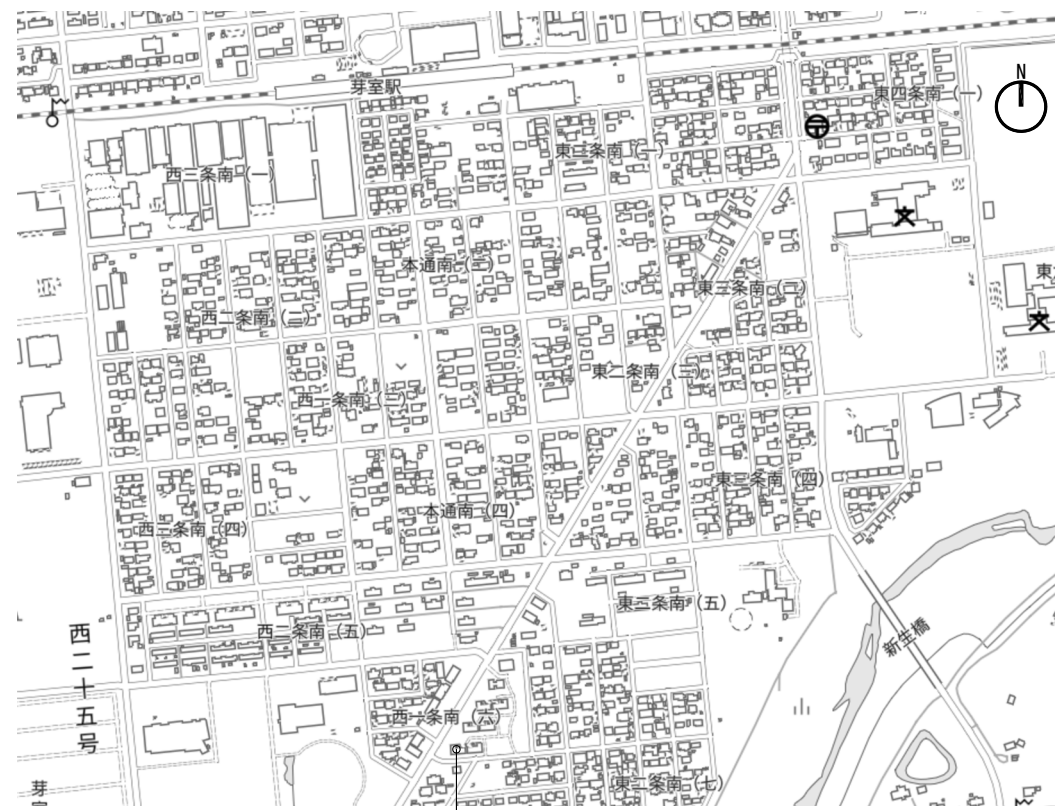 N
芽室駅
東四条南(一)
東二条南(一)
西三条南(一)
本通南(二)
東三条南(二)
西二条南(二)
東
東二条南(三)
西一条南(三)
本通南(四)
東三条南(四)
西二条南(四)
東二条南(五)
西二条南(五)
新生橋
西二十五号
西一条南(六)
東二条南(七)
芽室